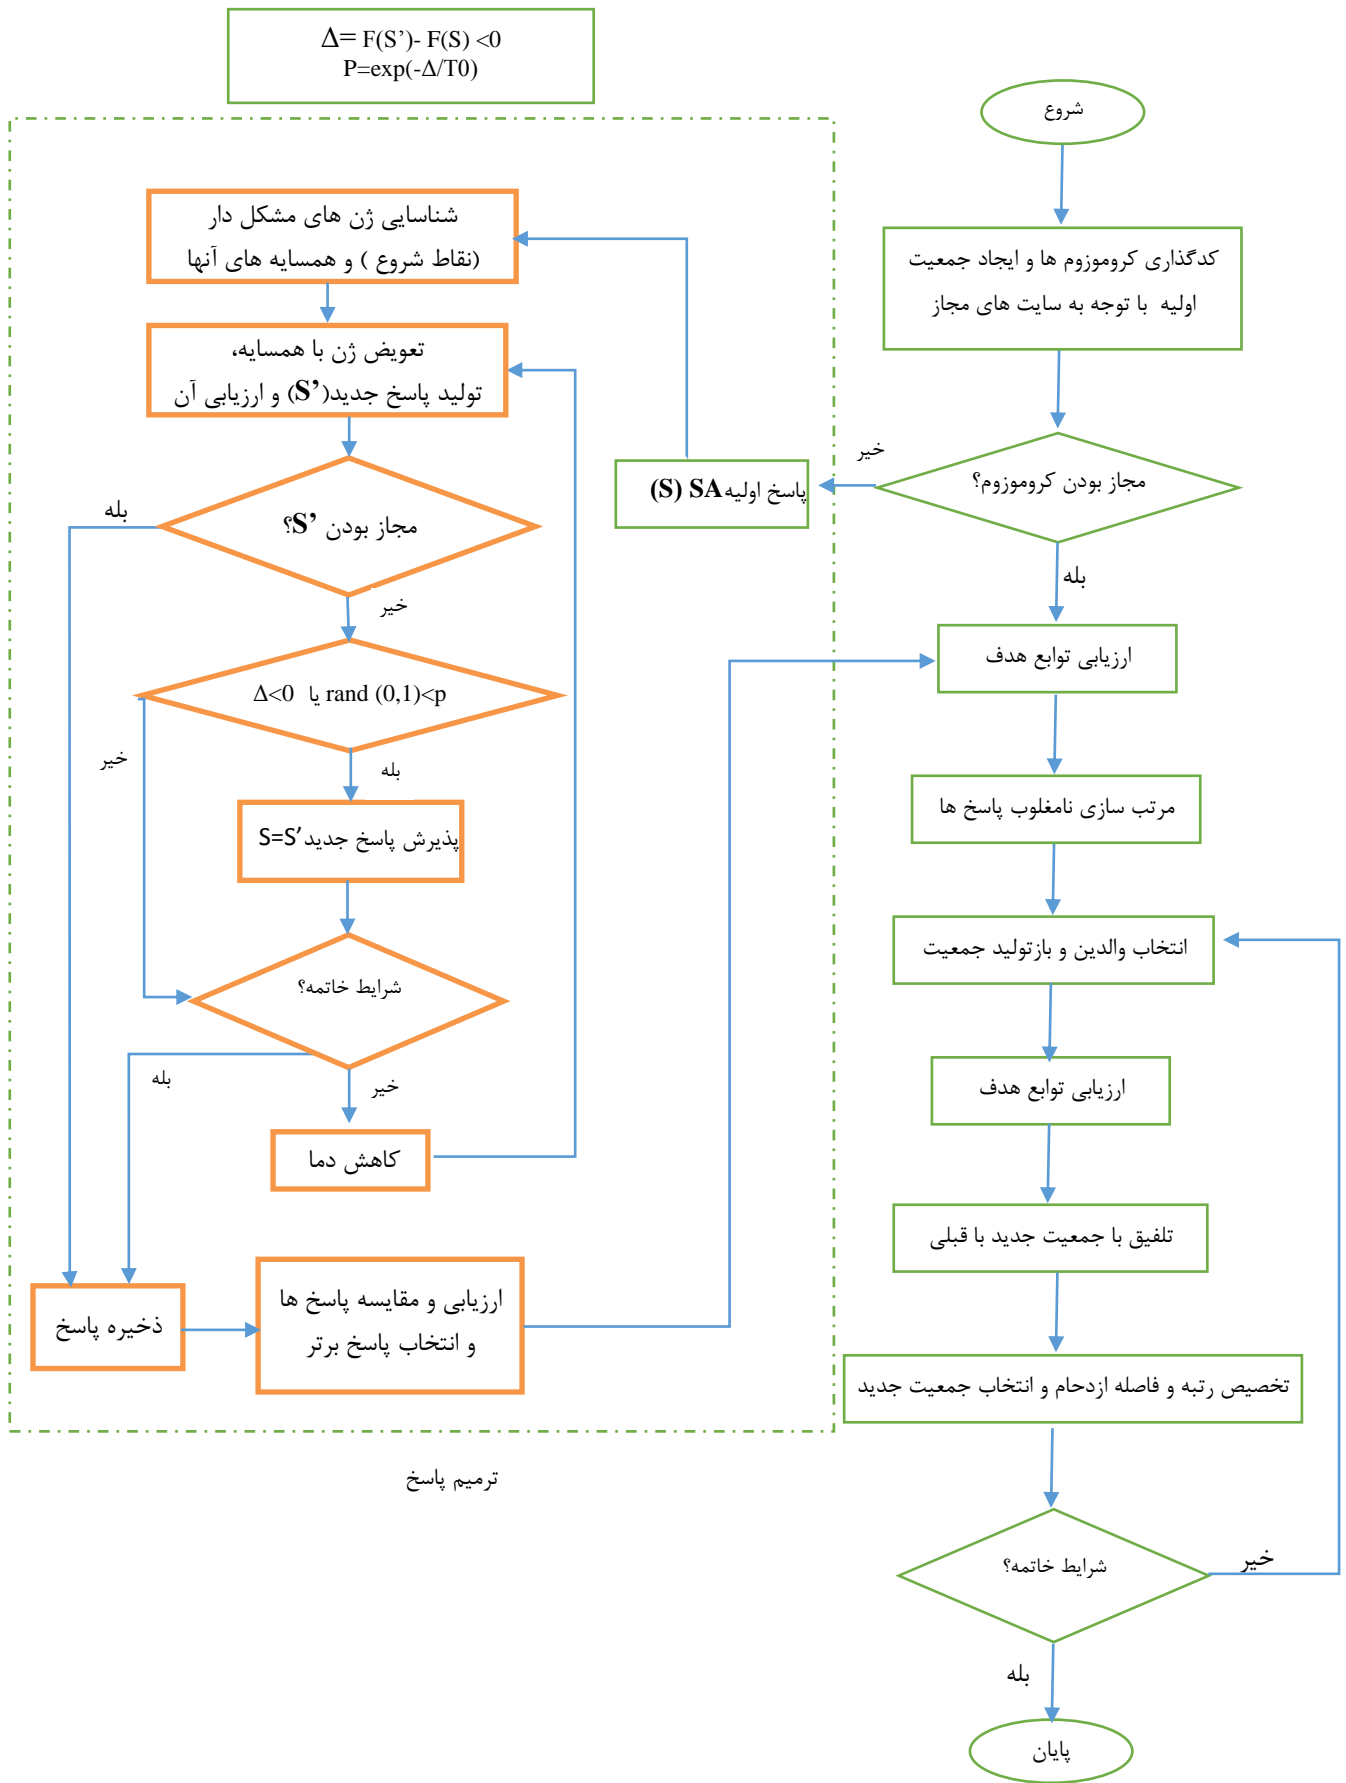 Δ= F(S’)- F(S) <0
P=exp(-Δ/T0)
شروع
کدگذاری کروموزوم ها و ایجاد جمعیت
اولیه با توجه به سایت های مجاز
مجاز بودن کروموزوم؟
خیر
بله
پاسخ اولیه SA (S)
شناسایی ژن های مشکل دار
(نقاط شروع ) و همسایه های آنها
تعویض ژن با همسایه،
تولید پاسخ جدید(S’) و ارزیابی آن
مجاز بودن S’؟
بله
خیر
Δ<0 یا rand (0,1)<p
خیر
بله
پذیرش پاسخ جدید S=S’
شرایط خاتمه؟
بله
خیر
کاهش دما
ذخیره پاسخ
ارزیابی و مقایسه پاسخ ها
و انتخاب پاسخ برتر
ترمیم پاسخ
ارزیابی توابع هدف
مرتب سازی نامغلوب پاسخ ها
انتخاب والدین و بازتولید جمعیت
ارزیابی توابع هدف
تلفیق با جمعیت جدید با قبلی
تخصیص رتبه و فاصله ازدحام و انتخاب جمعیت جدید
شرایط خاتمه؟
خیر
بله
پایان